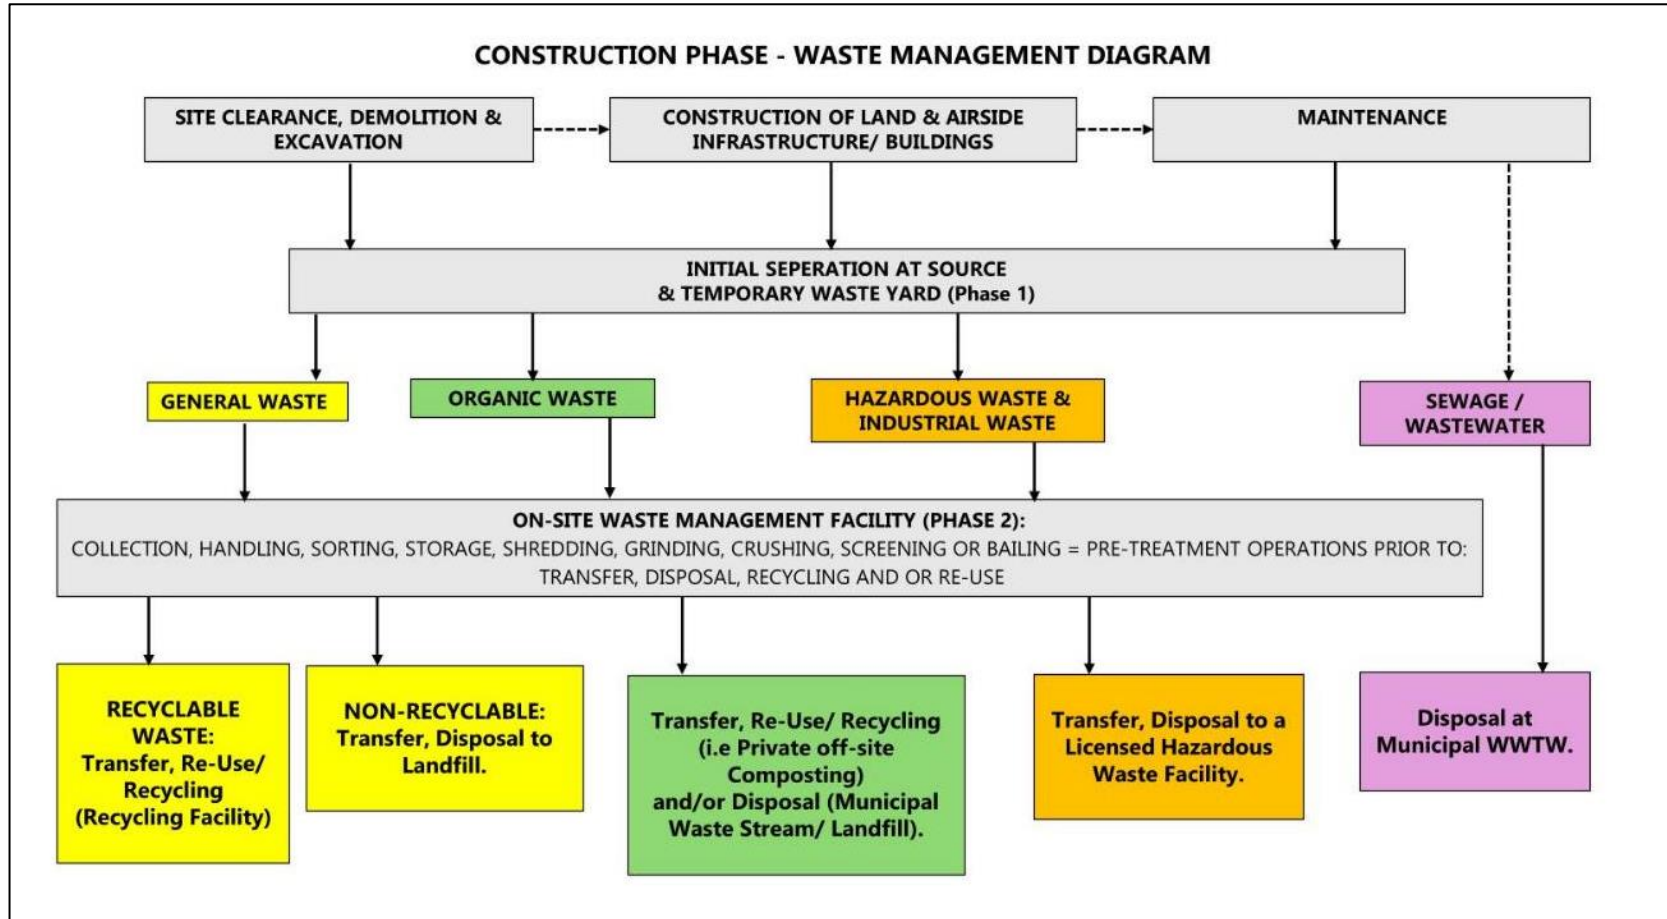 CONSTRUCTION PHASE - WASTE MANAGEMENT DIAGRAM
SITE CLEARANCE, DEMOLITION &
EXCAVATION
CONSTRUCTION OF LAND & AIRSIDE
INFRASTRUCTURE/ BUILDINGS
MAINTENANCE
INITIAL SEPERATION AT SOURCE
& TEMPORARY WASTE YARD (Phase 1)
GENERAL WASTE
ORGANIC WASTE
HAZARDOUS WASTE &
INDUSTRIAL WASTE
SEWAGE /
WASTEWATER
ON-SITE WASTE MANAGEMENT FACILITY (PHASE 2):
COLLECTION, HANDLING, SORTING, STORAGE, SHREDDING, GRINDING, CRUSHING, SCREENING OR BAILING = PRE-TREATMENT OPERATIONS PRIOR TO:
TRANSFER, DISPOSAL, RECYCLING AND OR RE-USE
RECYCLABLE
WASTE:
Transfer, Re-Use/
Recycling
(Recycling Facility)
NON-RECYCLABLE:
Transfer, Disposal to
Landfill.
Transfer, Re-Use/ Recycling
(i.e Private off-site
Composting)
and/or Disposal (Municipal
Waste Stream/ Landfill).
Transfer, Disposal to a
Licensed Hazardous
Waste Facility.
Disposal at
Municipal WWTW.